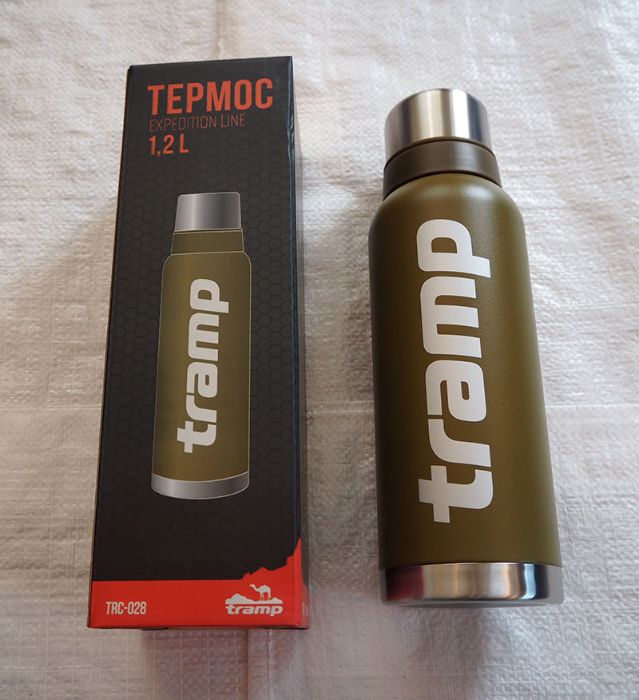 ТЕРМОС
EXPEDITION LINE
1,2 L
tramp
TRC-028
tramp
tramp